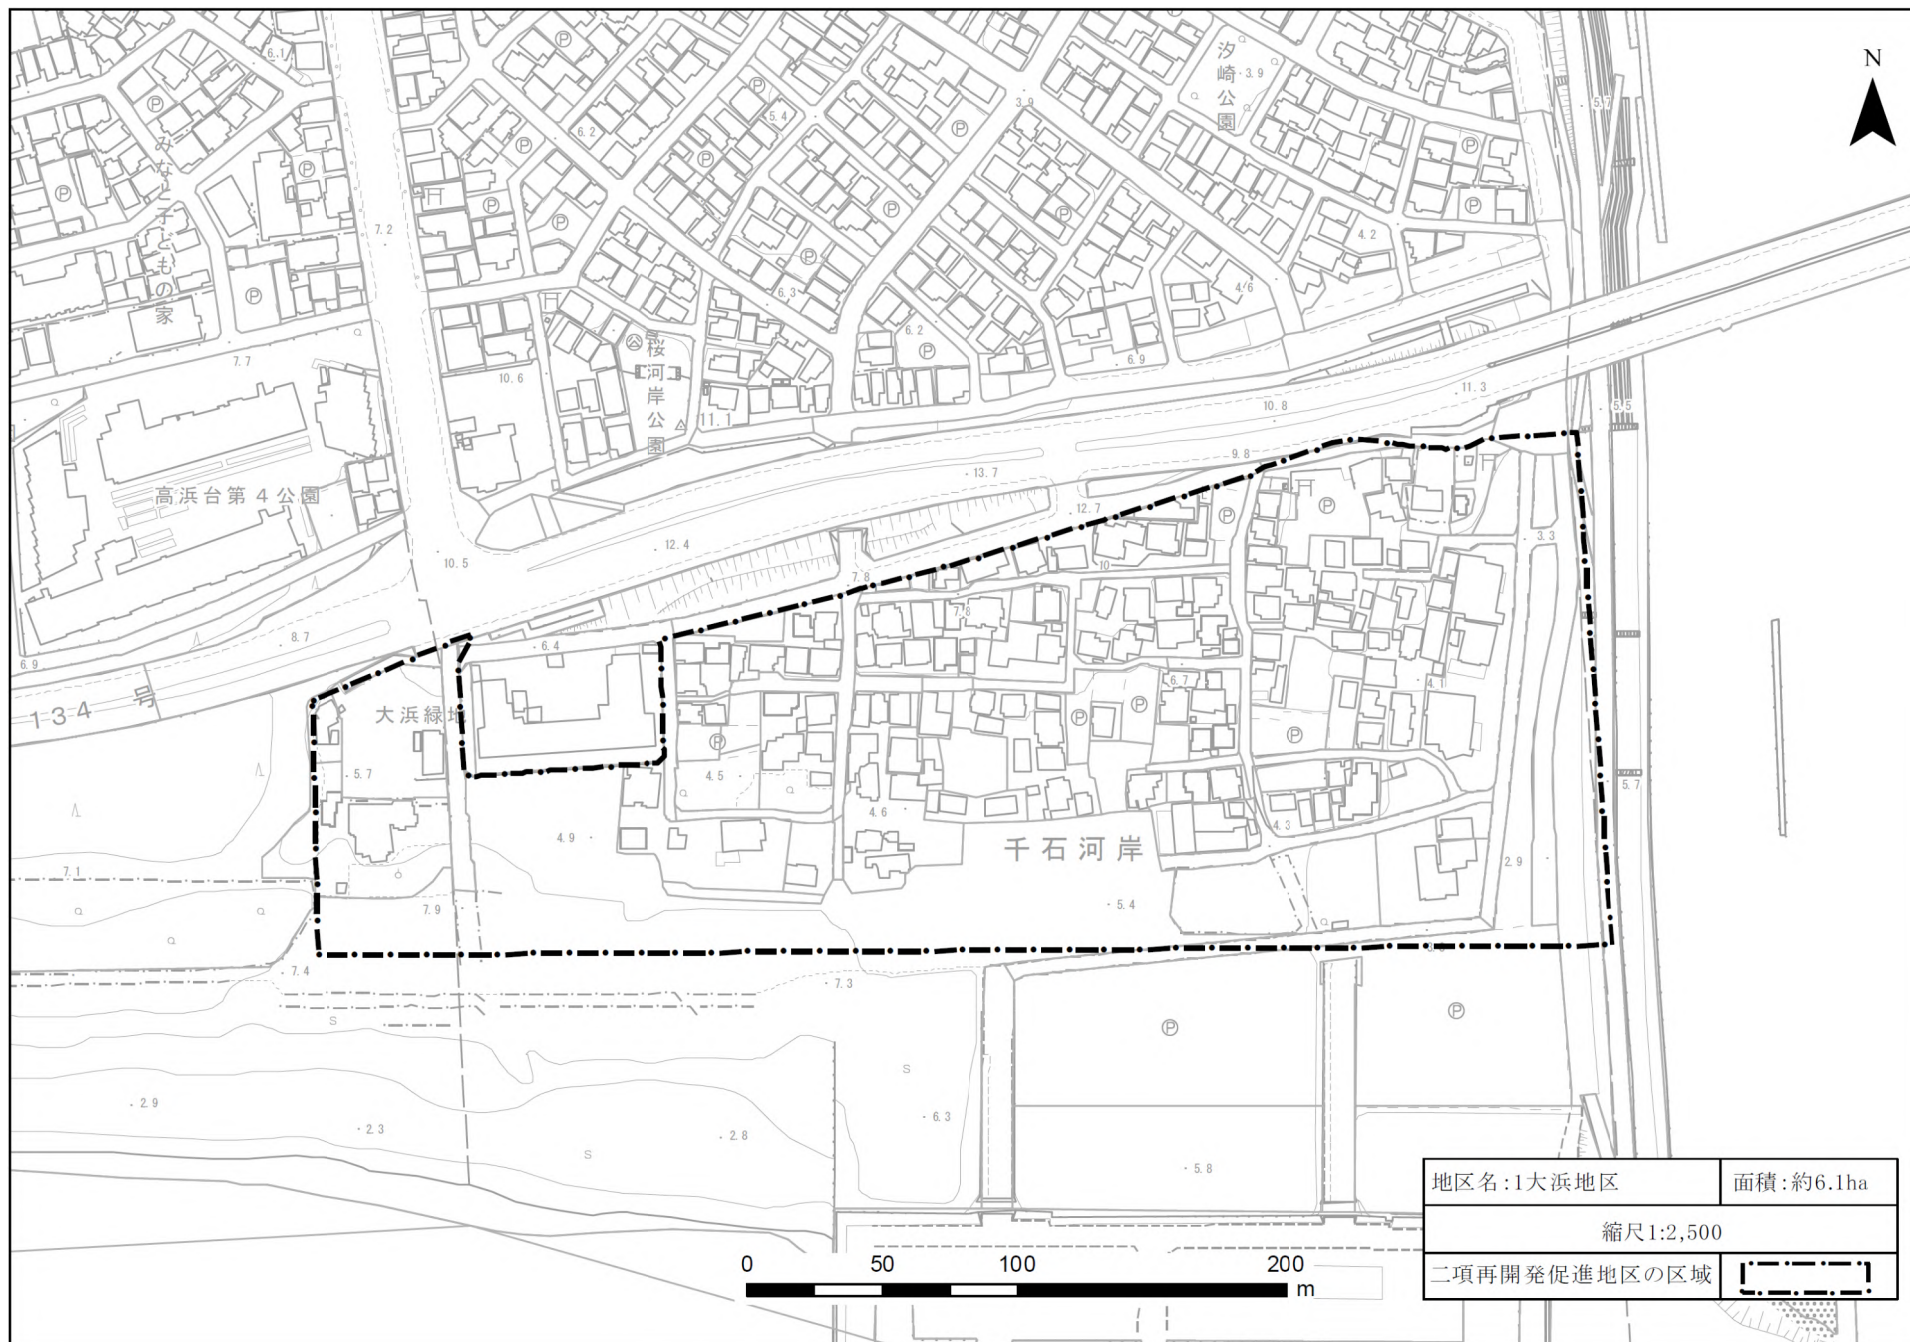 N
汐崎公園
3.9
6.1
5.7
P
P
5.4
3.9
6.2
P
P
P
P
P
みなと子どもの家
P
P
P
P
P
P
7.2
4.2
P
6.3
4.6
P
6.2
P
桜河岸公園
7.7
10.6
6.9
11.1
10.8
11.3
5.5
高浜台第4公園
13.7
9.8
12.7
P
P
10.5
12.4
3.3
7.8
10
7.8
8.7
6.4
6.9
134号
大浜緑地
6.7
4.1
P
P
P
P
5.7
4.5
5.7
4.9
4.6
4.3
千石河岸
2.9
7.1
7.9
5.4
7.4
7.3
P
P
S
S
2.9
2.3
2.8
6.3
S
5.8
地区名:1大浜地区 面積:約6.1ha
縮尺1:2,500
二項再開発促進地区の区域
0 50 100 200
m